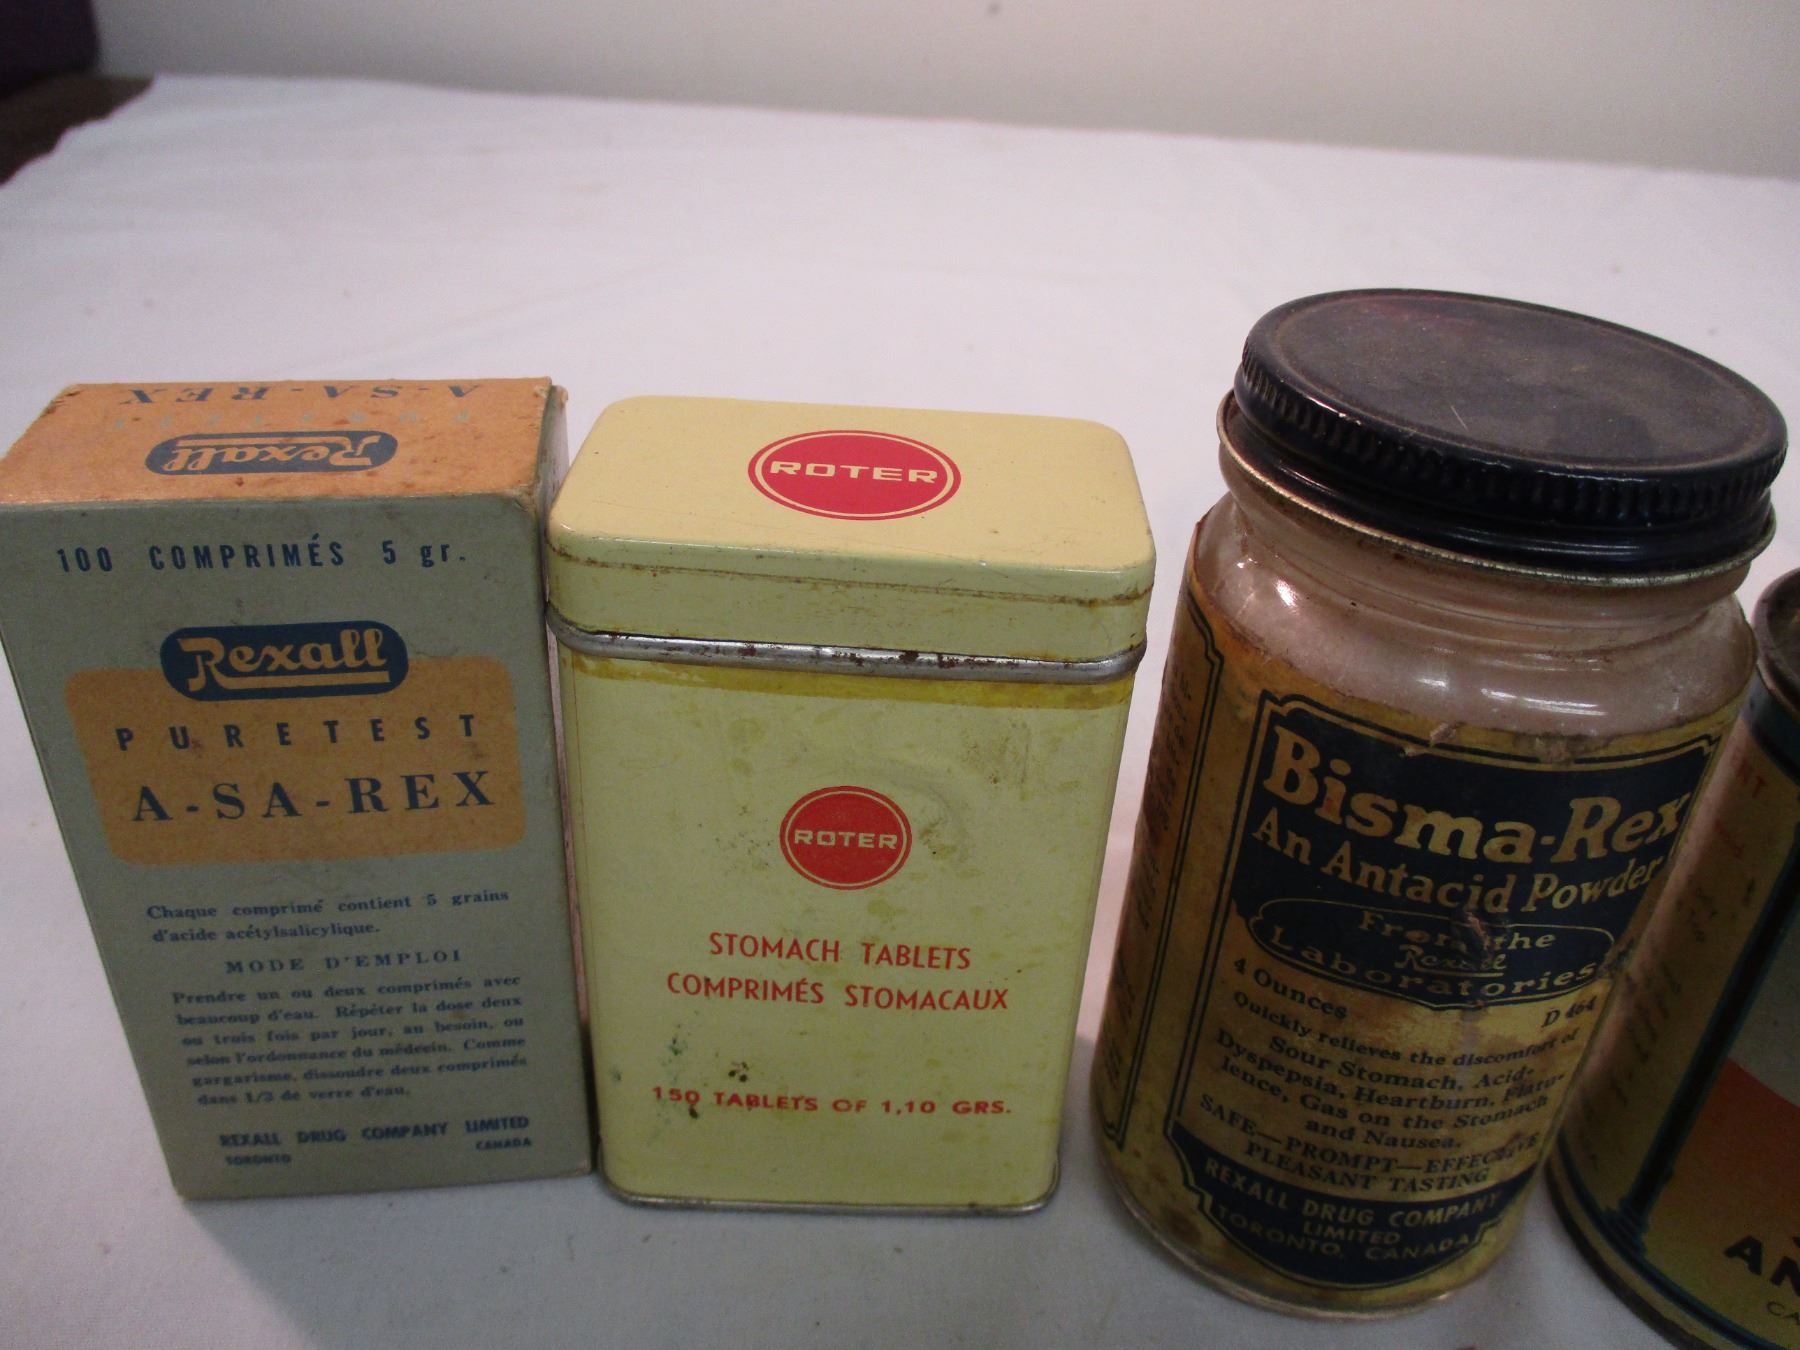 A-SA-REX
PURETEST
Rexall
100 COMPRIMÉS 5 gr.
Rexall
PURETEST
A-SA-REX
Chaque comprimé contient 5 grains
d'acide acétylsalicylique.
MODE D'EMPLOI
Prendre un ou deux comprimés avec
beaucoup d'eau. Répéter la dose deux
ou trois fois par jour, au besoin, ou
selon l'ordonnance du médecin. Comme
gargarisme, dissoudre deux comprimés
dans 1/3 de verre d'eau.
REXALL DRUG COMPANY LIMITED
TORONTO CANADA
ROTER
ROTER
STOMACH TABLETS
COMPRIMÉS STOMACAUX
150 TABLETS OF 1,10 GRS.
Bisma-Rex
An Antacid Powder
From the
Rexall
Laboratories
4 Ounces D 464
Quickly relieves the discomfort of
Sour Stomach, Acid-
Dyspepsia, Heartburn, Flatu-
lence, Gas on the Stomach
and Nausea.
SAFE—PROMPT—EFFECTIVE
PLEASANT TASTING
REXALL DRUG COMPANY
LIMITED
TORONTO, CANADA